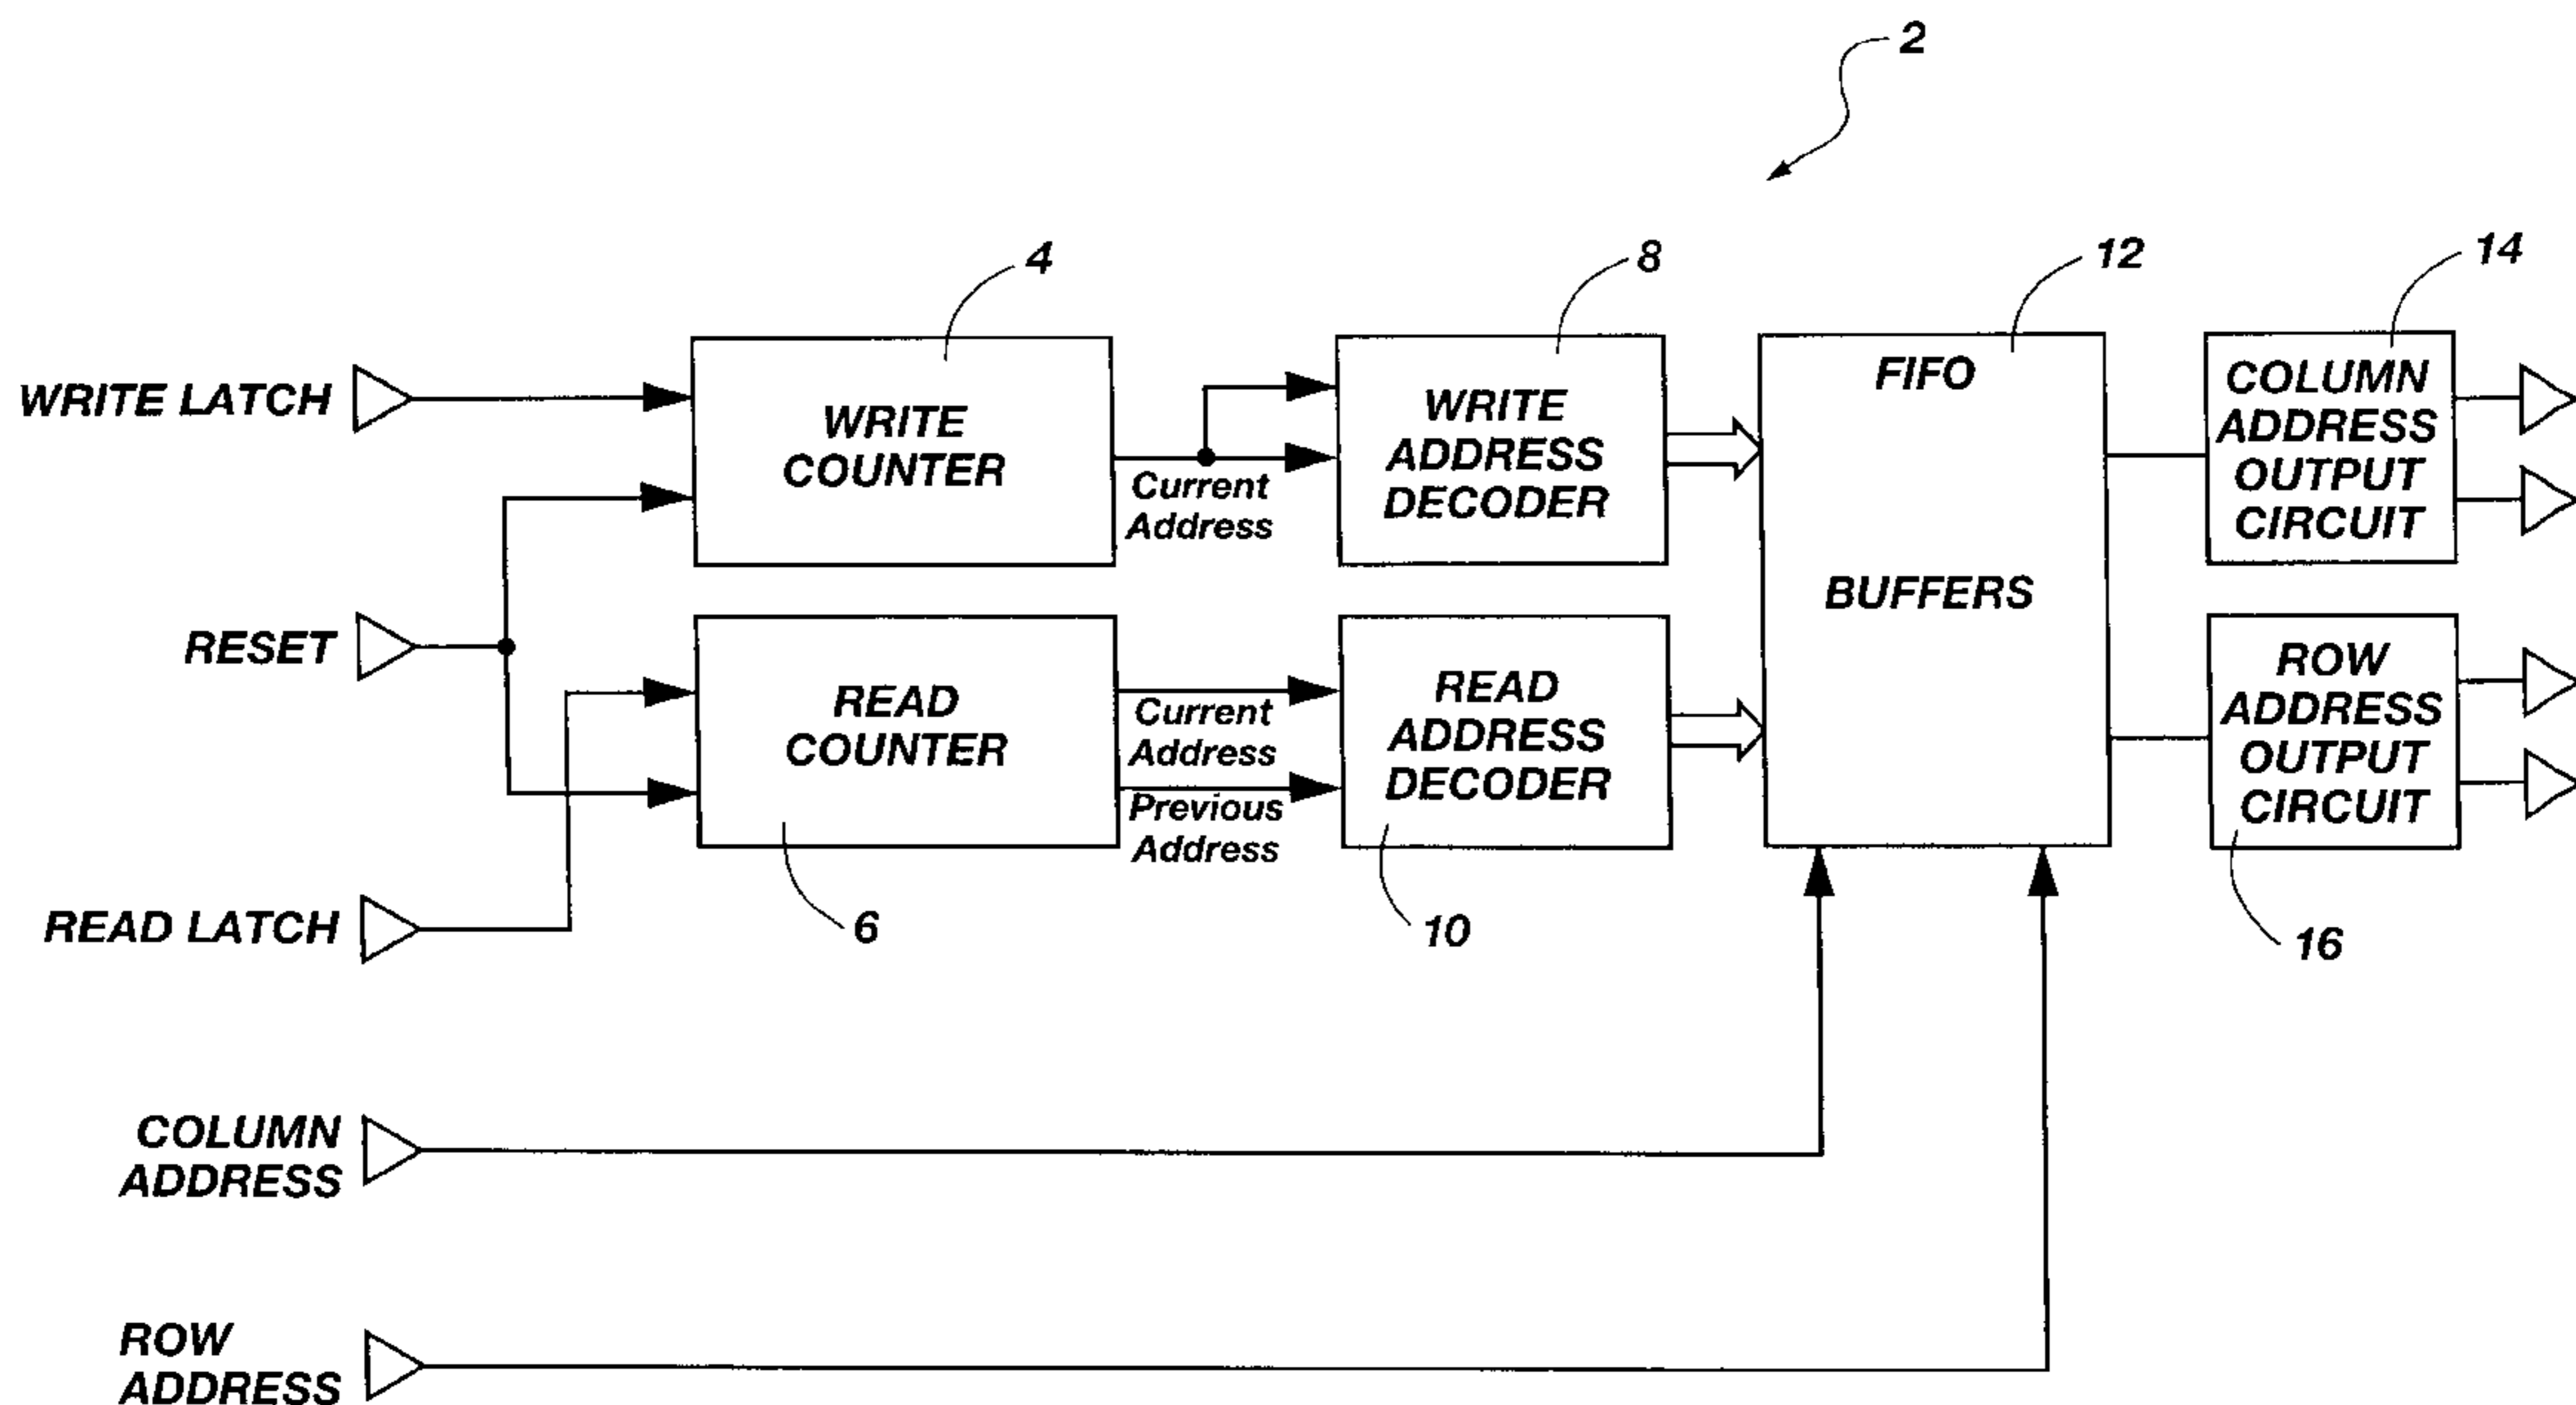 2
4
8
12
14
WRITE LATCH
WRITE
COUNTER
Current
Address
WRITE
ADDRESS
DECODER
FIFO
BUFFERS
COLUMN
ADDRESS
OUTPUT
CIRCUIT
RESET
READ
COUNTER
Current
Address
Previous
Address
READ
ADDRESS
DECODER
ROW
ADDRESS
OUTPUT
CIRCUIT
READ LATCH
6
10
16
COLUMN
ADDRESS
ROW
ADDRESS